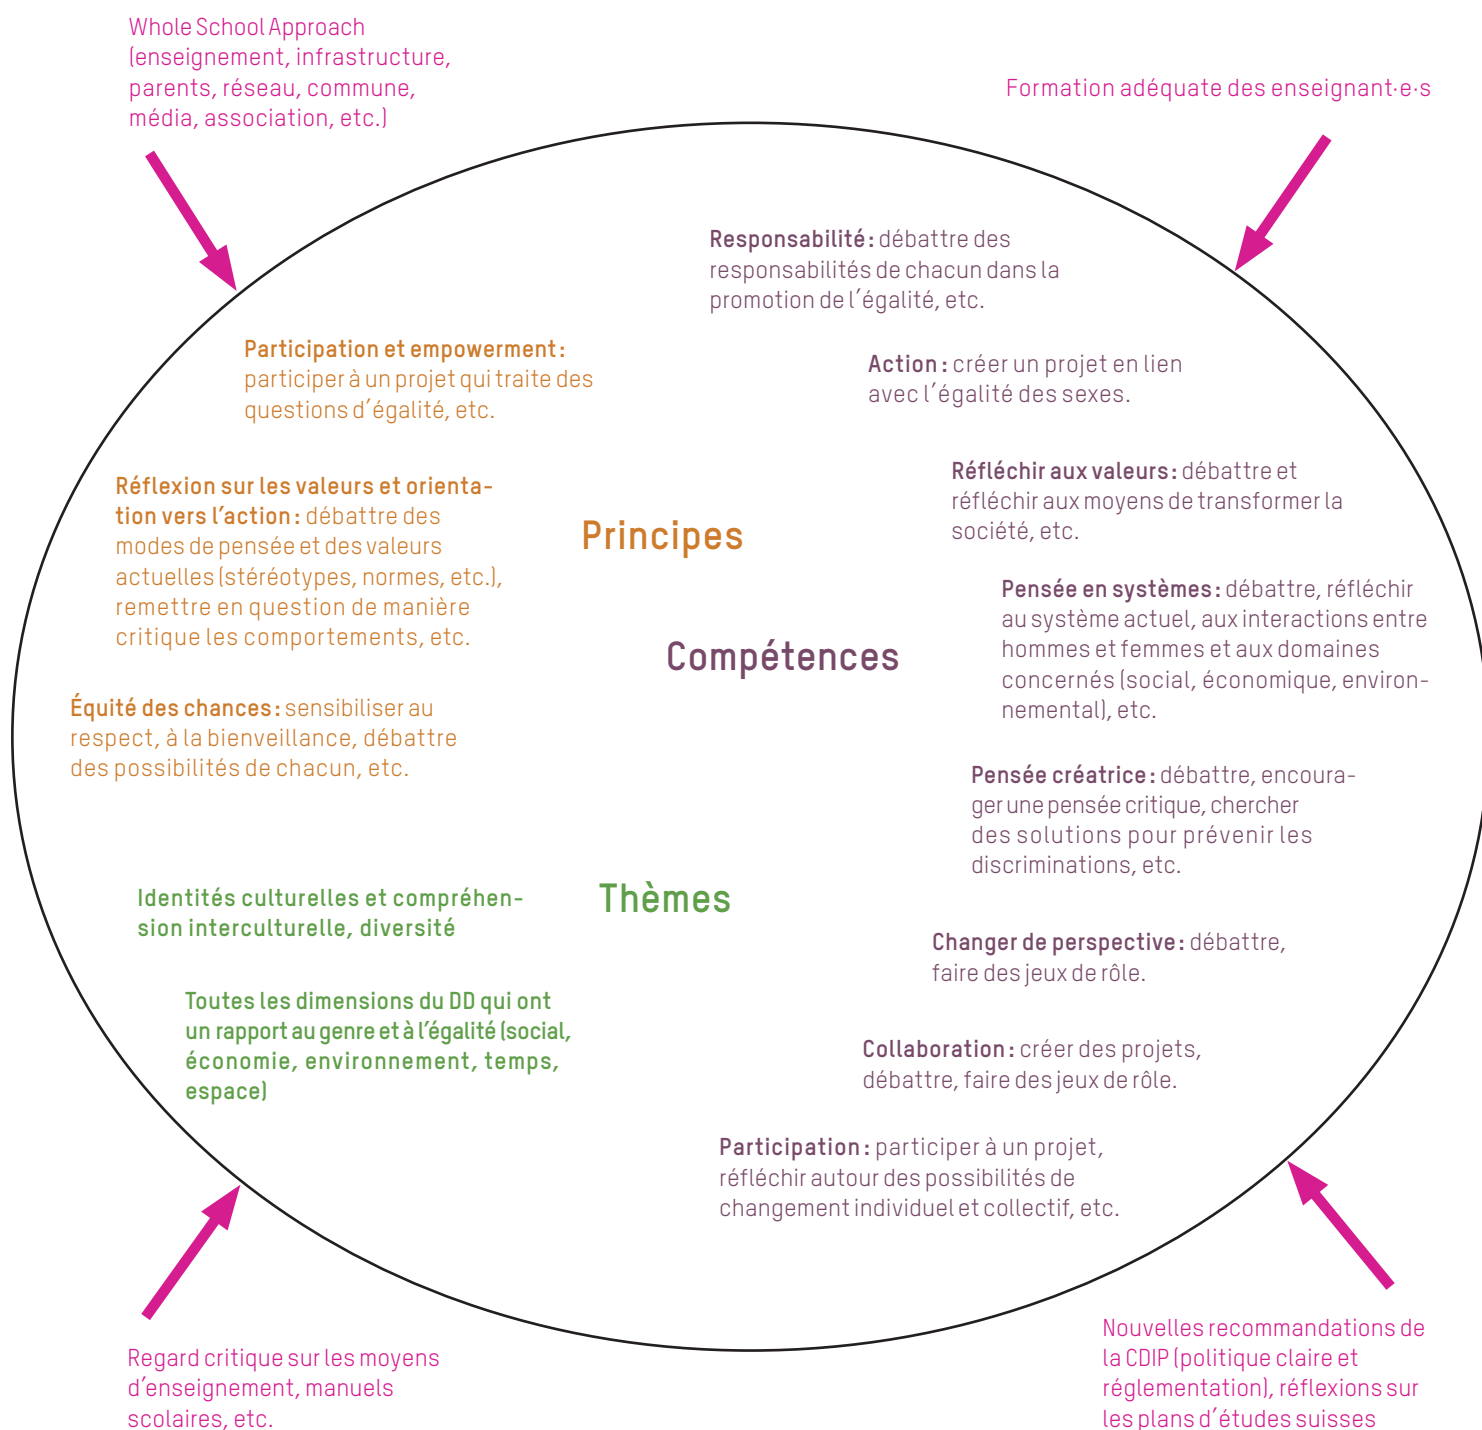 Whole School Approach
(enseignement, infrastructure,
parents, réseau, commune,
média, association, etc.)
Formation adéquate des enseignant·e·s
Responsabilité : débattre des
responsabilités de chacun dans la
promotion de l’égalité, etc.
Participation et empowerment :
participer à un projet qui traite des
questions d’égalité, etc.
Action : créer un projet en lien
avec l’égalité des sexes.
Réflexion sur les valeurs et orienta-
tion vers l’action : débattre des
modes de pensée et des valeurs
actuelles (stéréotypes, normes, etc.),
remettre en question de manière
critique les comportements, etc.
Principes
Réfléchir aux valeurs : débattre et
réfléchir aux moyens de transformer la
société, etc.
Pensée en systèmes : débattre, réfléchir
au système actuel, aux interactions entre
hommes et femmes et aux domaines
concernés (social, économique, environ-
nemental), etc.
Compétences
Équité des chances : sensibiliser au
respect, à la bienveillance, débattre
des possibilités de chacun, etc.
Pensée créatrice : débattre, encoura-
ger une pensée critique, chercher
des solutions pour prévenir les
discriminations, etc.
Thèmes
Identités culturelles et compréhen-
sion interculturelle, diversité
Changer de perspective : débattre,
faire des jeux de rôle.
Toutes les dimensions du DD qui ont
un rapport au genre et à l’égalité (social,
économie, environnement, temps,
espace)
Collaboration : créer des projets,
débattre, faire des jeux de rôle.
Participation : participer à un projet,
réfléchir autour des possibilités de
changement individuel et collectif, etc.
Regard critique sur les moyens
d’enseignement, manuels
scolaires, etc.
Nouvelles recommandations de
la CDIP (politique claire et
réglementation), réflexions sur
les plans d’études suisses